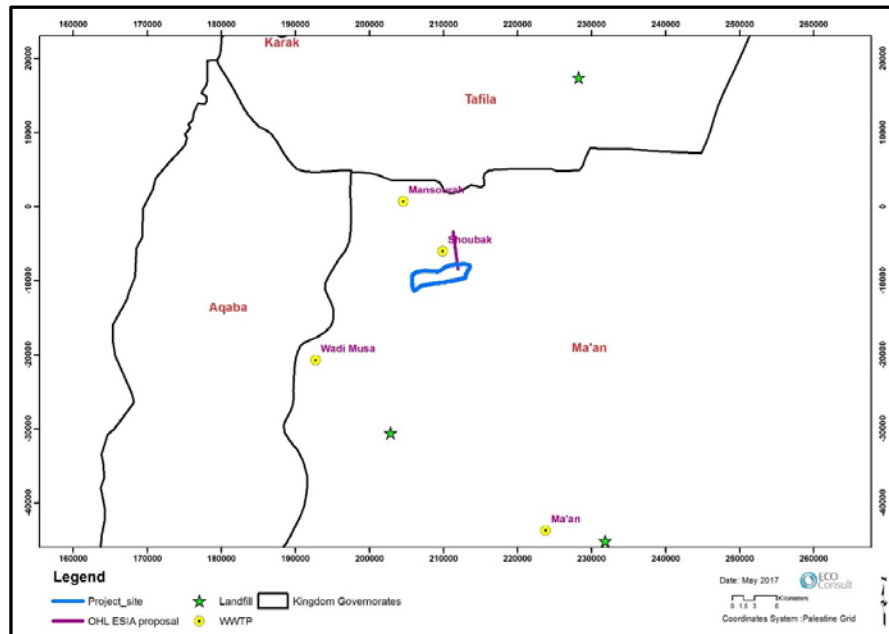 160000 170000 180000 190000 200000 210000 220000 230000 240000 250000 260000
Karak
Tafila
Mansourah
Shoubak
Aqaba
Wadi Musa
Ma'an
Ma'an
20000
10000
0
-10000
-20000
-30000
-40000
20000
10000
0
-10000
-20000
-30000
-40000
160000 170000 180000 190000 200000 210000 220000 230000 240000 250000 260000
Legend
Project_site
Landfill
Kingdom Governorates
OHL ESIA proposal
WWTP
Date: May 2017
ECO
Consult
0 1.5 3 6
Kilometers
Coordinates System :Palestine Grid